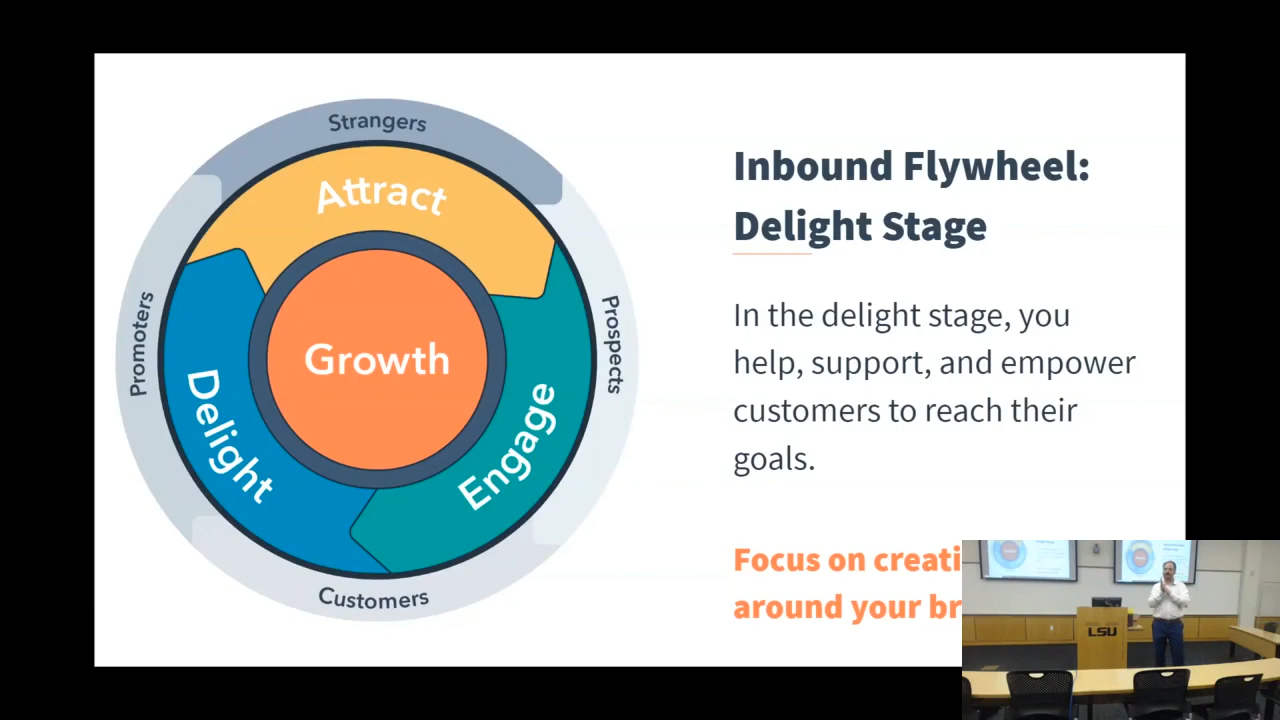 Strangers
Attract
Growth
Promoters
Prospects
Delight
Engage
Customers
Inbound Flywheel:
Delight Stage
In the delight stage, you
help, support, and empower
customers to reach their
goals.
Focus on creati
around your br
LSU